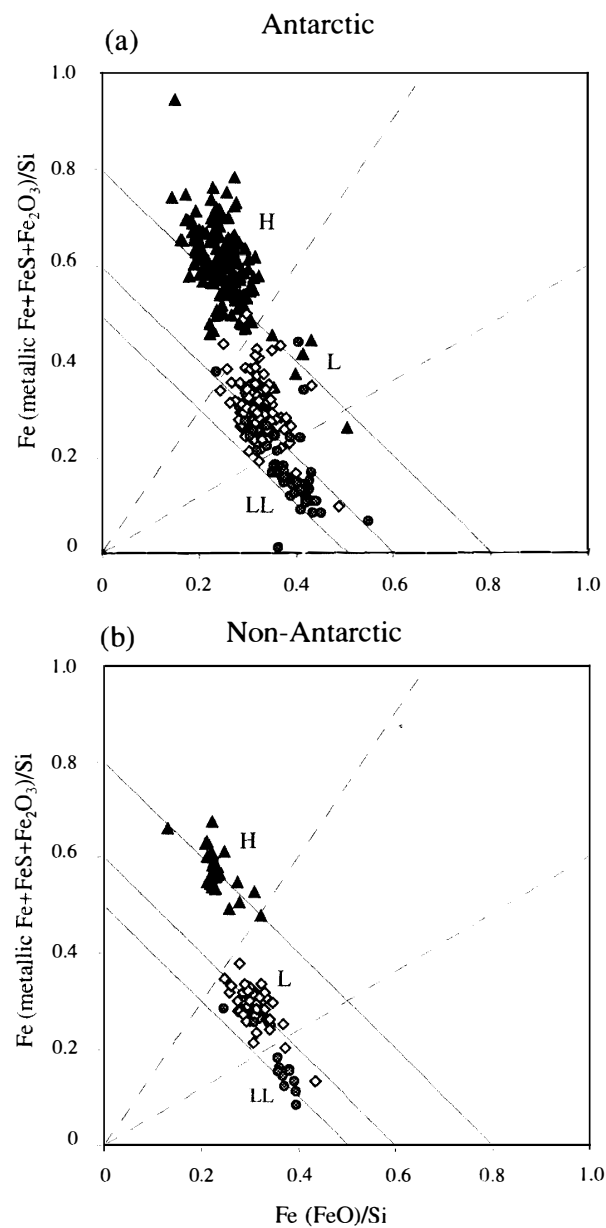 (a) Antarctic
1.0
0.8
0.6
0.4
0.2
0
H
L
LL
0 0.2 0.4 0.6 0.8 1.0
Fe (metallic Fe+FeS+Fe₂O₃)/Si
(b) Non-Antarctic
1.0
0.8
0.6
0.4
0.2
0
H
L
LL
0 0.2 0.4 0.6 0.8 1.0
Fe (metallic Fe+FeS+Fe₂O₃)/Si
Fe (FeO)/Si